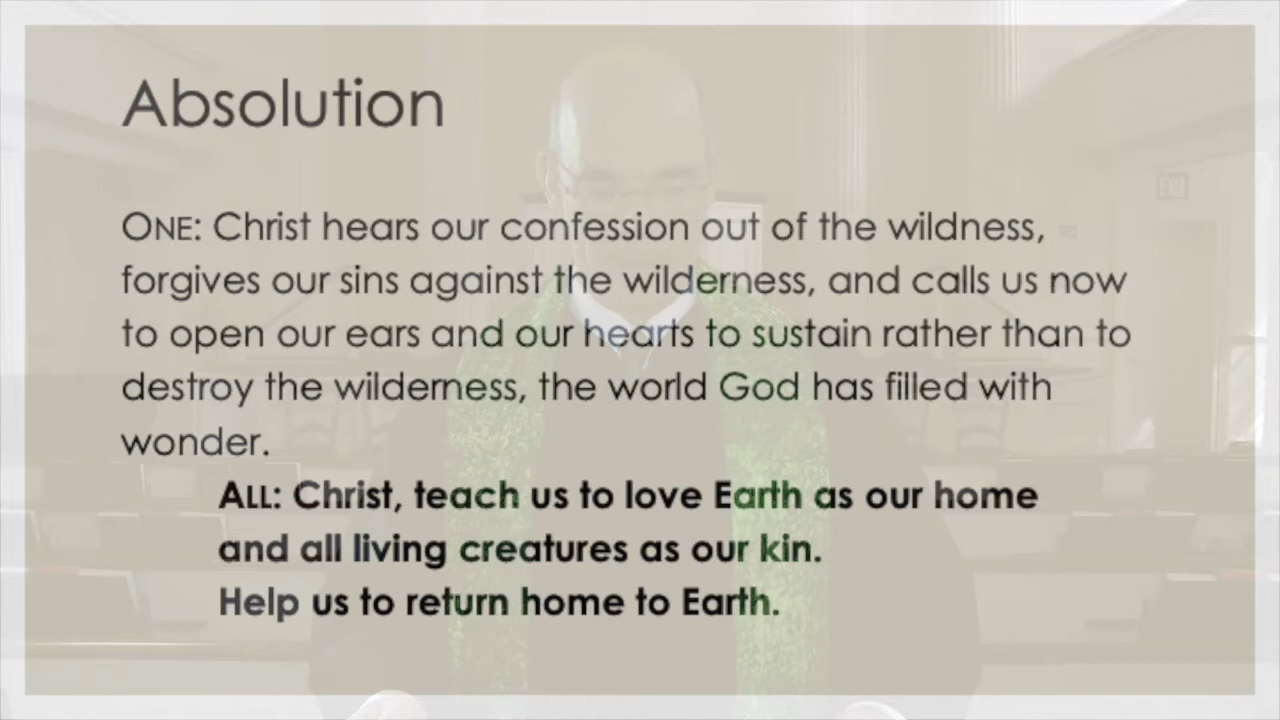 Absolution
ONE: Christ hears our confession out of the wildness,
forgives our sins against the wilderness, and calls us now
to open our ears and our hearts to sustain rather than to
destroy the wilderness, the world God has filled with
wonder.
ALL: Christ, teach us to love Earth as our home
and all living creatures as our kin.
Help us to return home to Earth.